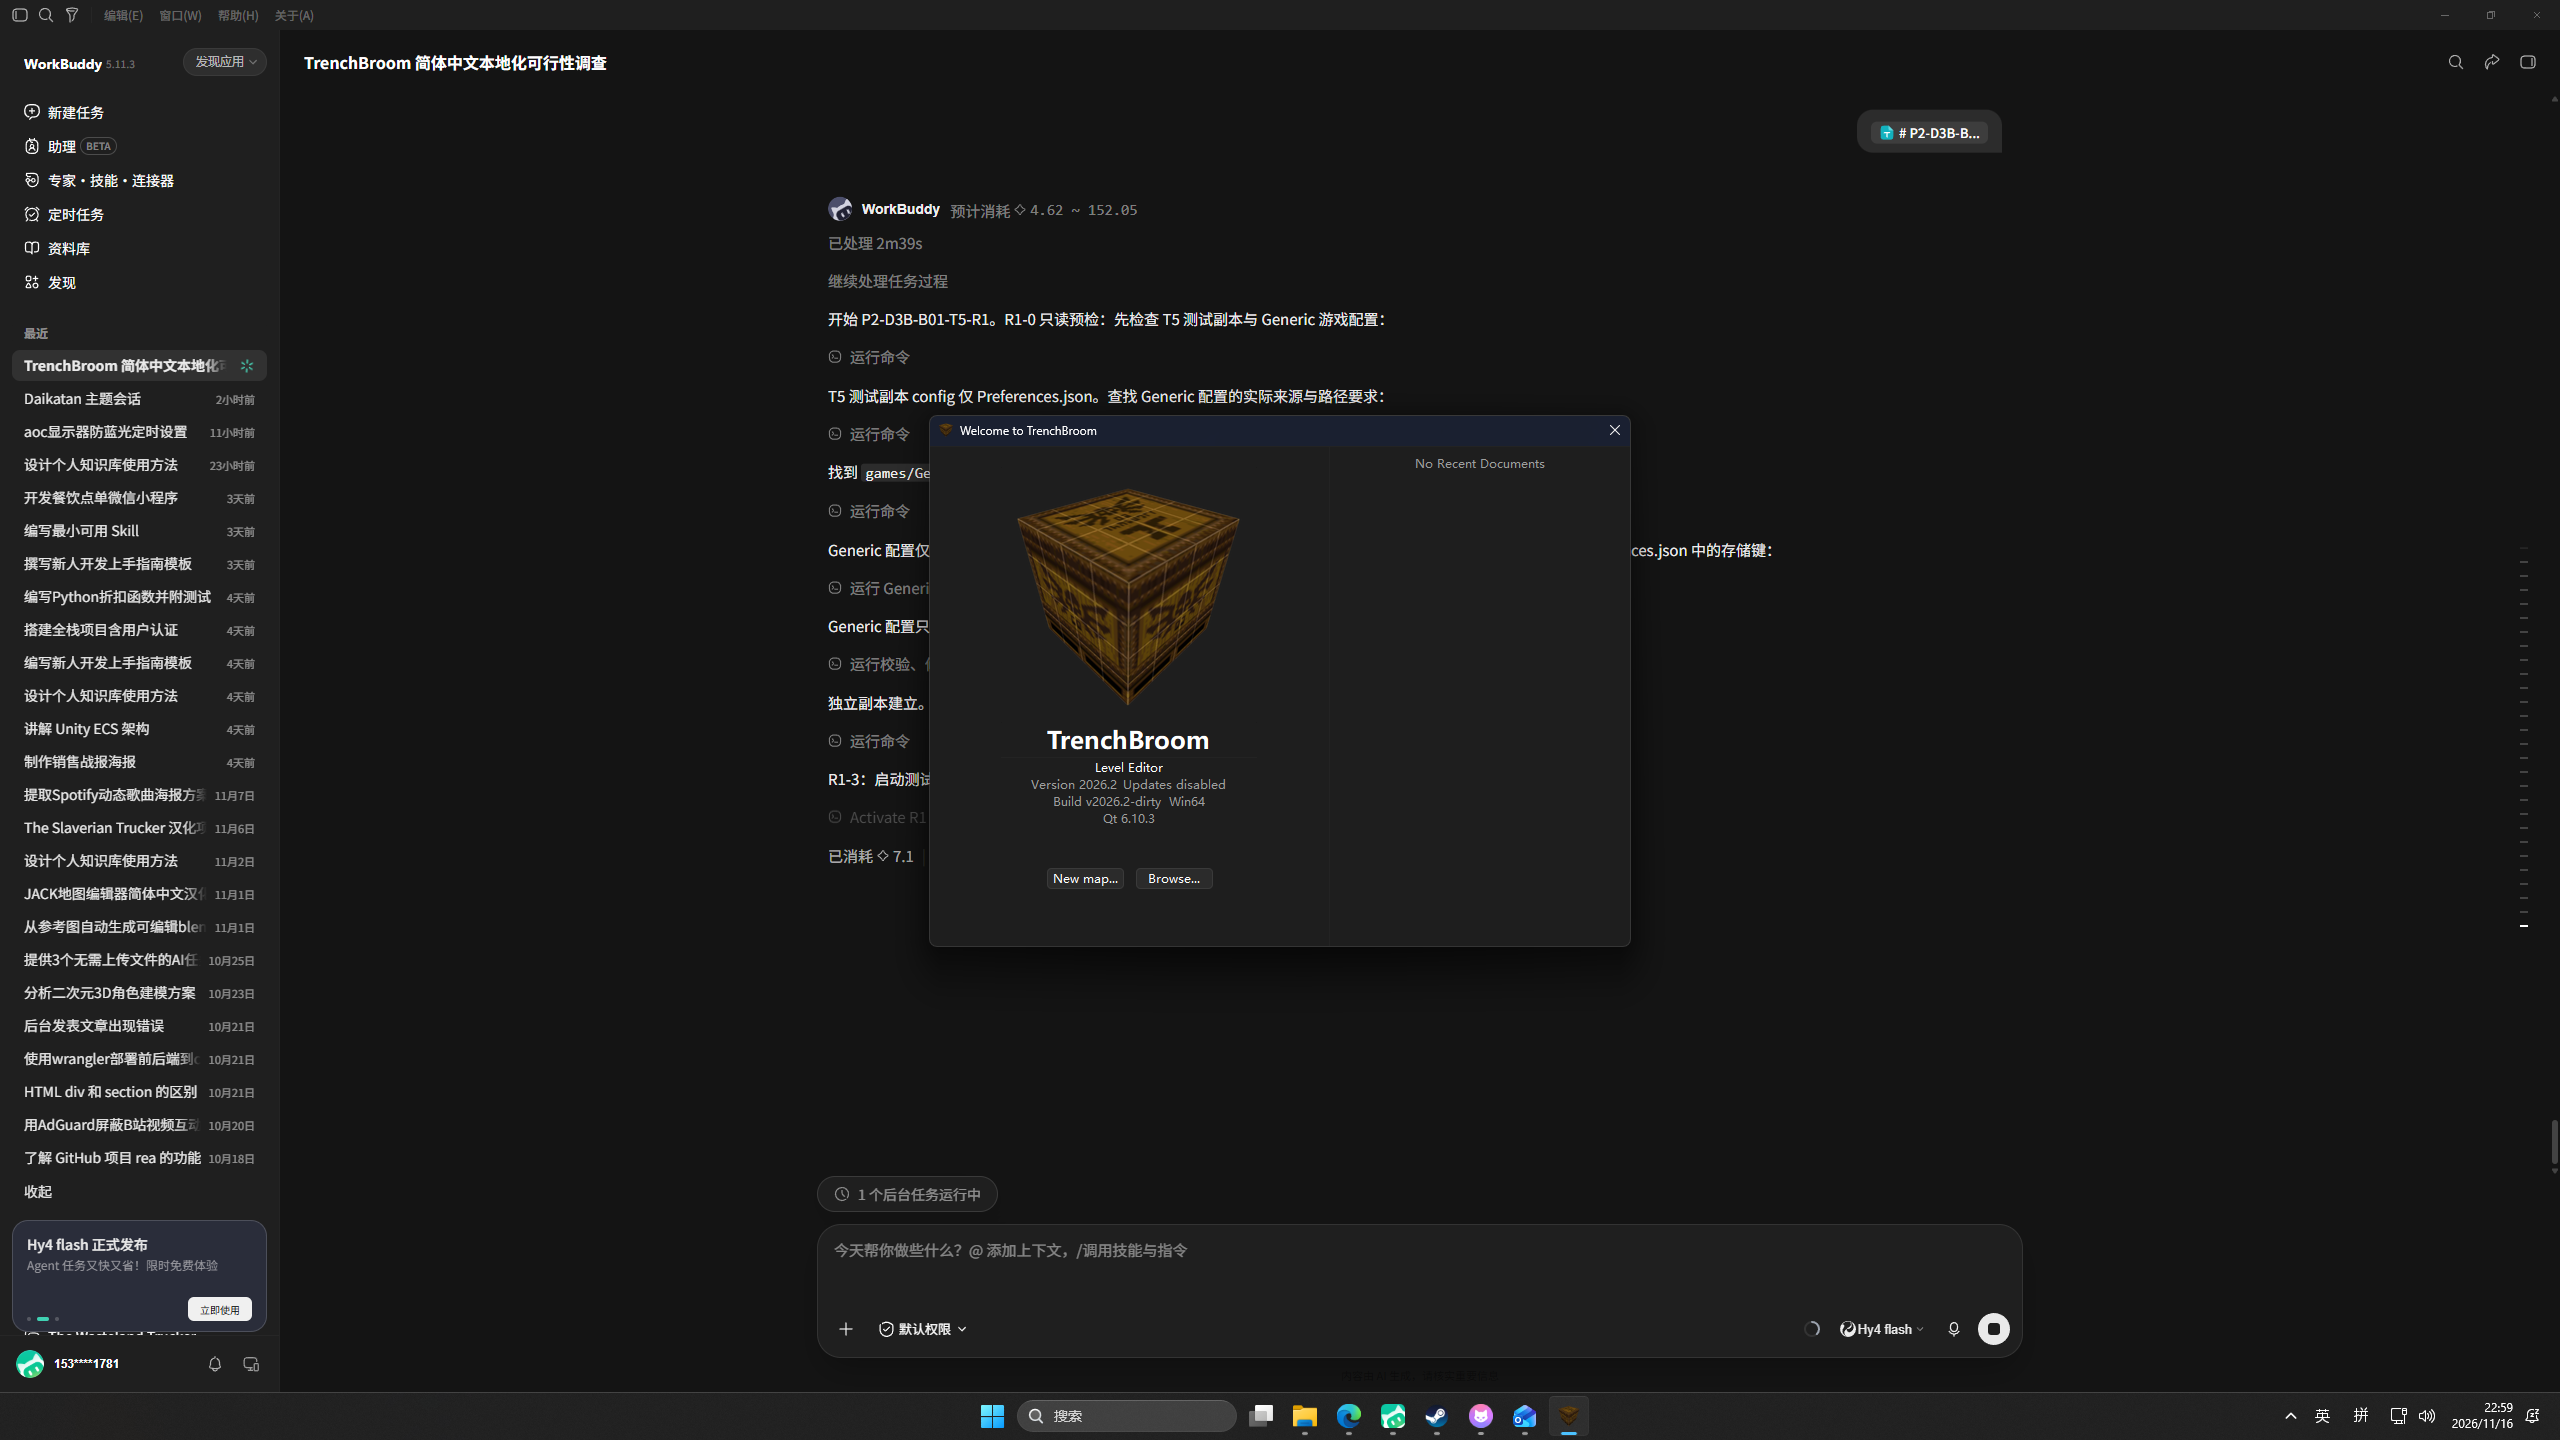 编辑(E) 窗口(W) 帮助(H) 关于(A)
WorkBuddy 5.11.3
发现应用
新建任务
助理 BETA
专家・技能・连接器
定时任务
资料库
发现
最近
TrenchBroom 简体中文本地化
Daikatan 主题会话 2小时前
aoc显示器防蓝光定时设置 11小时前
设计个人知识库使用方法 23小时前
开发餐饮点单微信小程序 3天前
编写最小可用 Skill 3天前
撰写新人开发上手指南模板 3天前
编写Python折扣函数并附测试 4天前
搭建全栈项目含用户认证 4天前
编写新人开发上手指南模板 4天前
设计个人知识库使用方法 4天前
讲解 Unity ECS 架构 4天前
制作销售战报海报 4天前
提取Spotify动态歌曲海报方案 11月7日
The Slaverian Trucker 汉化项 11月6日
设计个人知识库使用方法 11月2日
JACK地图编辑器简体中文汉化 11月1日
从参考图自动生成可编辑blen 11月1日
提供3个无需上传文件的AI任 10月25日
分析二次元3D角色建模方案 10月23日
后台发表文章出现错误 10月21日
使用wrangler部署前后端到c 10月21日
HTML div 和 section 的区别 10月21日
用AdGuard屏蔽B站视频互动 10月20日
了解 GitHub 项目 rea 的功能 10月18日
收起
Hy4 flash 正式发布
Agent 任务又快又省！限时免费体验
立即使用
153****1781
TrenchBroom 简体中文本地化可行性调查
# P2-D3B-B...
WorkBuddy 预计消耗 4.62 ~ 152.05
已处理 2m39s
继续处理任务过程
开始 P2-D3B-B01-T5-R1。R1-0 只读预检：先检查 T5 测试副本与 Generic 游戏配置：
运行命令
T5 测试副本 config 仅 Preferences.json。查找 Generic 配置的实际来源与路径要求：
运行命令
找到 games/Ge
运行命令
Generic 配置仅 ces.json 中的存储键：
运行 Generi
Generic 配置只
运行校验、
独立副本建立。
运行命令
R1-3：启动测试
Activate R1
已消耗 7.1
Welcome to TrenchBroom
No Recent Documents
TrenchBroom
Level Editor
Version 2026.2 Updates disabled
Build v2026.2-dirty Win64
Qt 6.10.3
New map...
Browse...
1 个后台任务运行中
今天帮你做些什么？@ 添加上下文，/调用技能与指令
默认权限
Hy4 flash
搜索
英
拼
22:59
2026/11/16